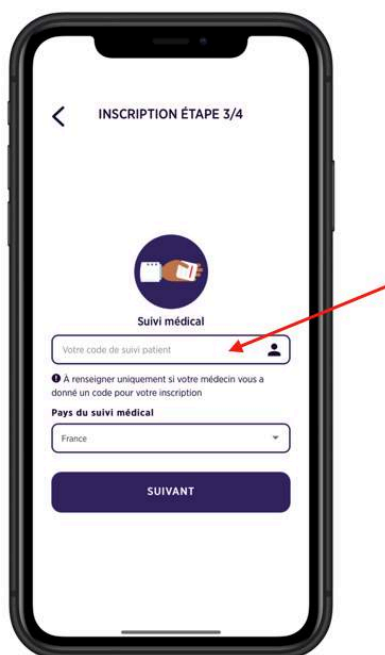 INSCRIPTION ÉTAPE 3/4
Suivi médical
Votre code de suivi patient
À renseigner uniquement si votre médecin vous a
donné un code pour votre inscription
Pays du suivi médical
France
SUIVANT